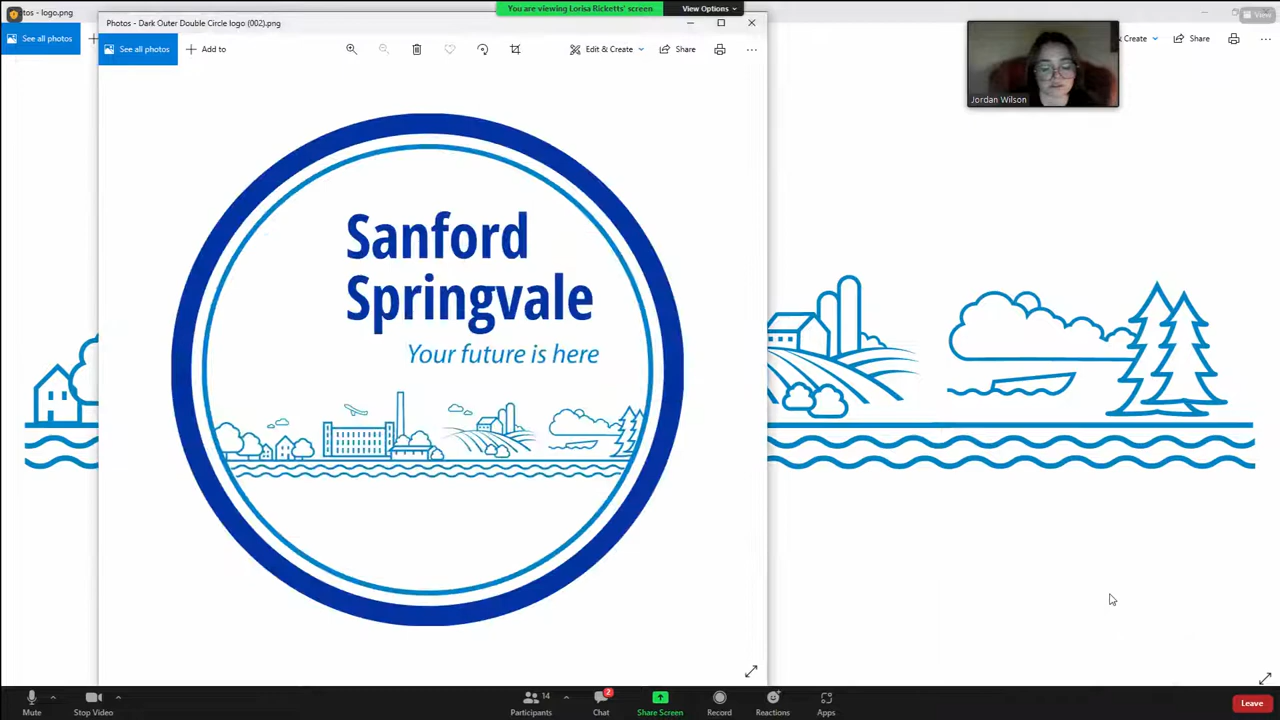 Photos - logo.png
You are viewing Lorisa Ricketts' screen
View Options
Photos - Dark Outer Double Circle logo (002).png
See all photos
See all photos
Add to
Edit & Create
Share
Create
Share
View
Jordan Wilson
Sanford
Springvale
Your future is here
Mute
Stop Video
14
Participants
2
Chat
Share Screen
Record
Reactions
Apps
Leave